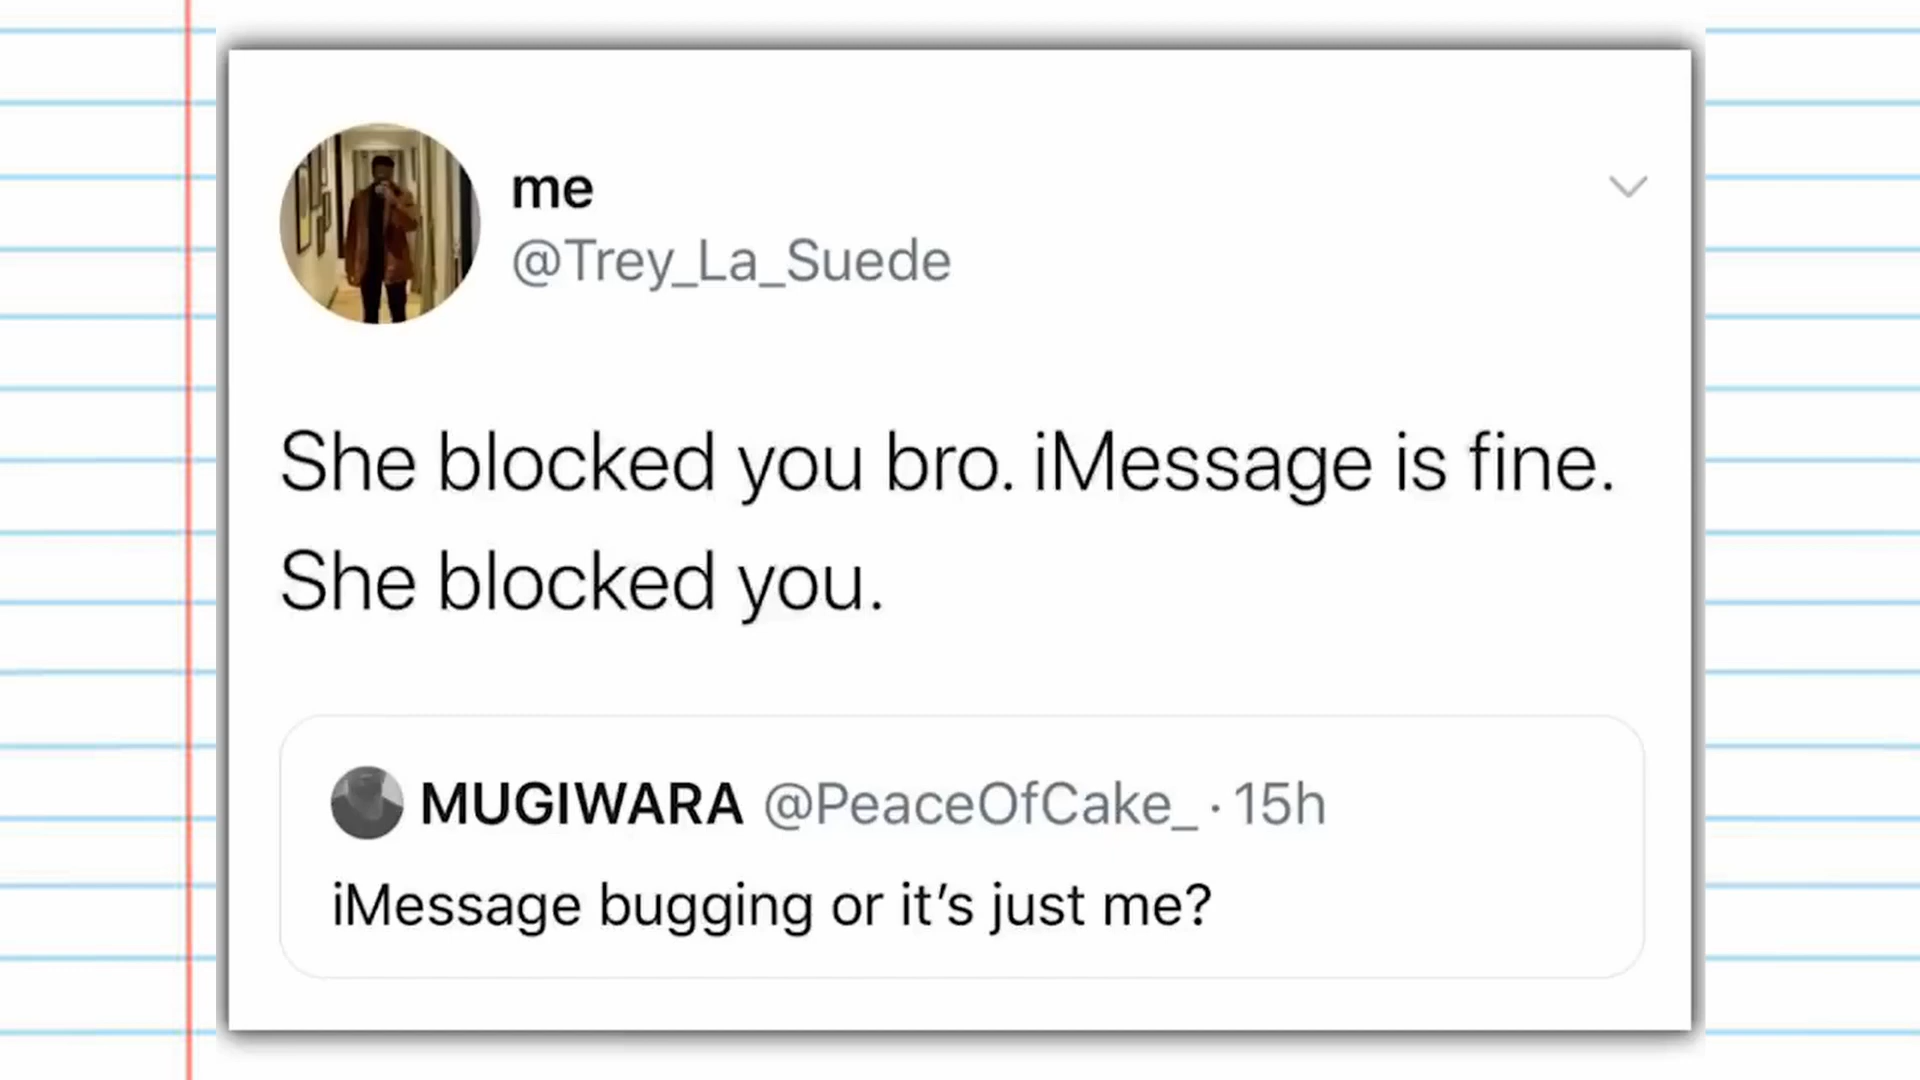 me
@Trey_La_Suede
She blocked you bro. iMessage is fine.
She blocked you.
MUGIWARA @PeaceOfCake_ · 15h
iMessage bugging or it’s just me?